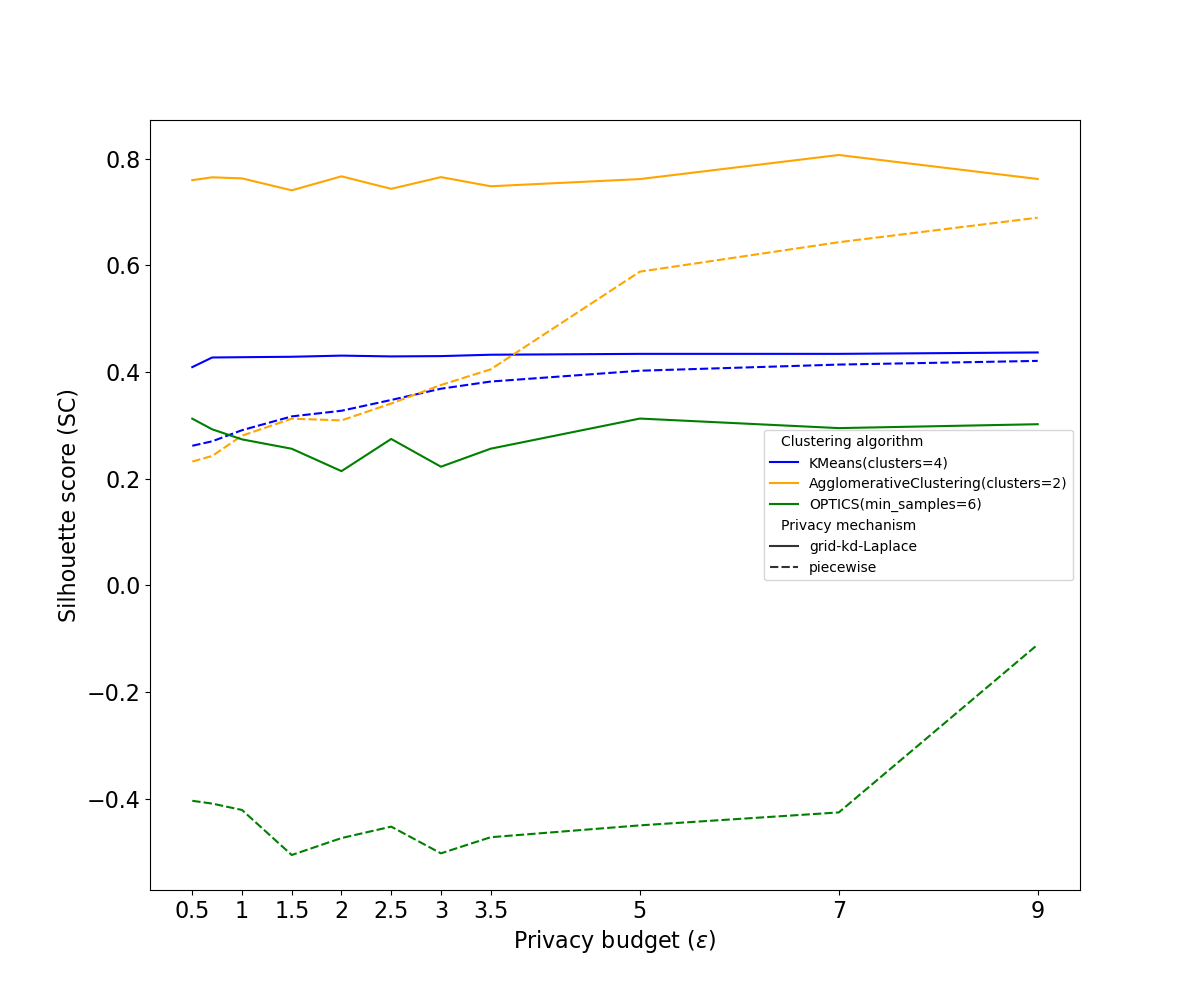 0.8
0.6
0.4
0.2
0.0
−0.2
−0.4
Silhouette score (SC)
Clustering algorithm
KMeans(clusters=4)
AgglomerativeClustering(clusters=2)
OPTICS(min_samples=6)
Privacy mechanism
grid-kd-Laplace
piecewise
0.5 1 1.5 2 2.5 3 3.5 5 7 9
Privacy budget (ε)